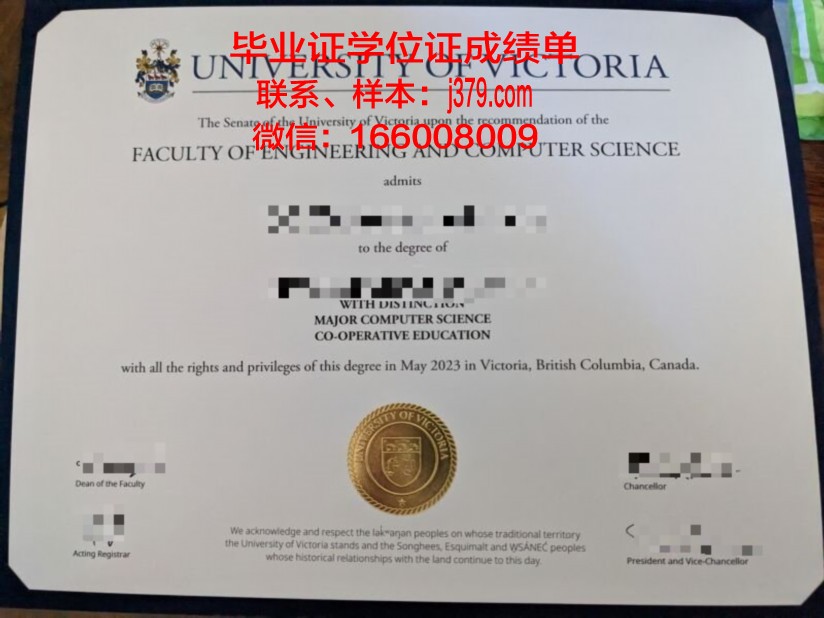 毕业证学位证成绩单
UNIVERSITY OF VICTORIA
联系、样本：j379.com
The Senate of the University of Victoria upon the recommendation of the
微信：166008009
FACULTY OF ENGINEERING AND COMPUTER SCIENCE
admits
to the degree of
WITH DISTINCTION
MAJOR COMPUTER SCIENCE
CO-OPERATIVE EDUCATION
with all the rights and privileges of this degree in May 2023 in Victoria, British Columbia, Canada.
UNIVERSITY OF VICTORIA
Dean of the Faculty
Chancellor
Acting Registrar
President and Vice-Chancellor
We acknowledge and respect the lək̓ʷəŋən peoples on whose traditional territory
the University of Victoria stands and the Songhees, Esquimalt and W̱SÁNEĆ peoples
whose historical relationships with the land continue to this day.